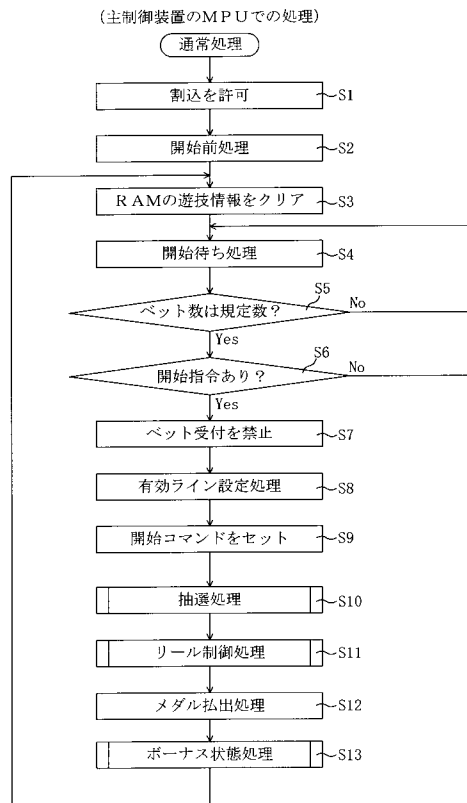 (主制御装置のMPUでの処理)
通常処理
割込を許可 S1
開始前処理 S2
RAMの遊技情報をクリア S3
開始待ち処理 S4
ベット数は規定数? S5 No
Yes
開始指令あり? S6 No
Yes
ベット受付を禁止 S7
有効ライン設定処理 S8
開始コマンドをセット S9
抽選処理 S10
リール制御処理 S11
メダル払出処理 S12
ボーナス状態処理 S13